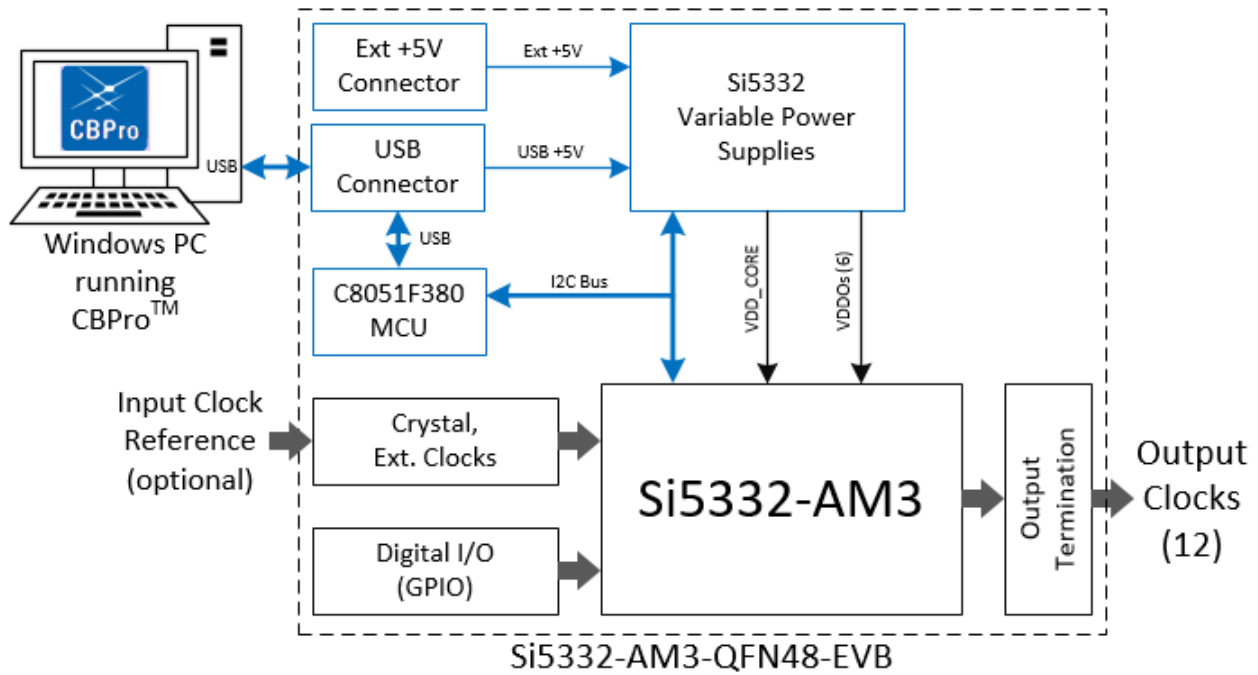 CBPro
USB
Windows PC
running
CBPro™
Ext +5V
Connector
Ext +5V
USB
Connector
USB +5V
Si5332
Variable Power
Supplies
USB
C8051F380
MCU
I2C Bus
VDD_CORE
VDDOs (6)
Input Clock
Reference
(optional)
Crystal,
Ext. Clocks
Digital I/O
(GPIO)
Si5332-AM3
Output
Termination
Output
Clocks
(12)
Si5332-AM3-QFN48-EVB